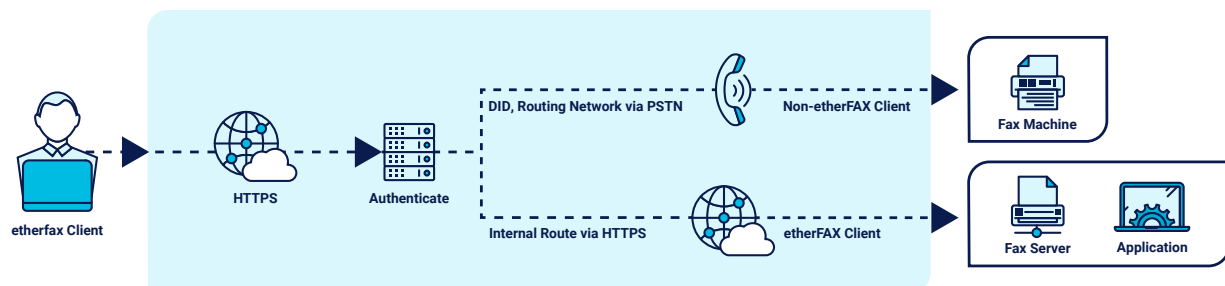 etherfax Client
HTTPS
Authenticate
DID, Routing Network via PSTN
Non-etherFAX Client
Fax Machine
Internal Route via HTTPS
etherFAX Client
Fax Server
Application